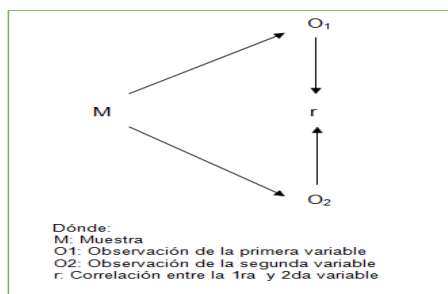 O1
M r
O2
Dónde:
M: Muestra
O1: Observación de la primera variable
O2: Observación de la segunda variable
r: Correlación entre la 1ra y 2da variable